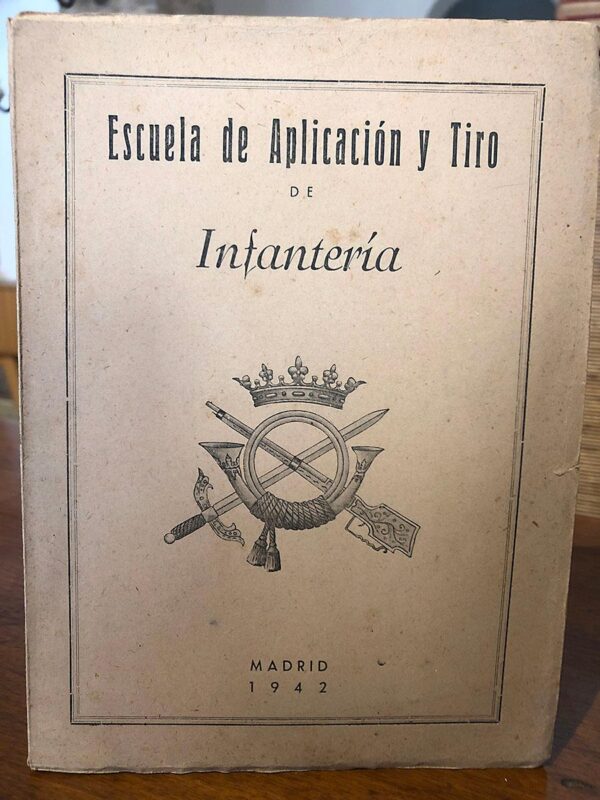 Escuela de Aplicación y Tiro
DE
Infantería
MADRID
1942